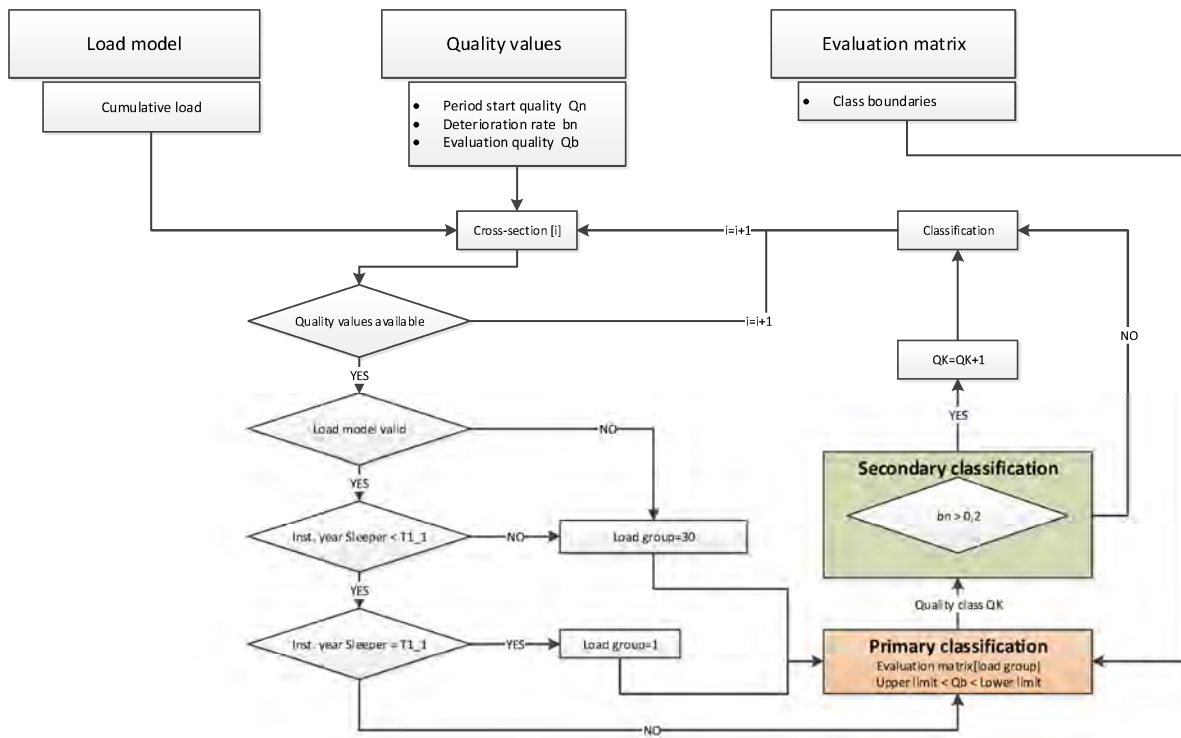 Load model
Quality values
Evaluation matrix
Cumulative load
• Period start quality Qn
• Deterioration rate bn
• Evaluation quality Qb
• Class boundaries
Cross-section [i]
i=i+1
Classification
Quality values available
i=i+1
NO
QK=QK+1
YES
YES
Load model valid
NO
Secondary classification
YES
bn > 0,2
Inst. year Sleeper < T1_1
NO
Load group=30
YES
Quality class QK
Inst. year Sleeper = T1_1
YES
Load group=1
Primary classification
Evaluation matrix[load group]
Upper limit < Qb < Lower limit
NO